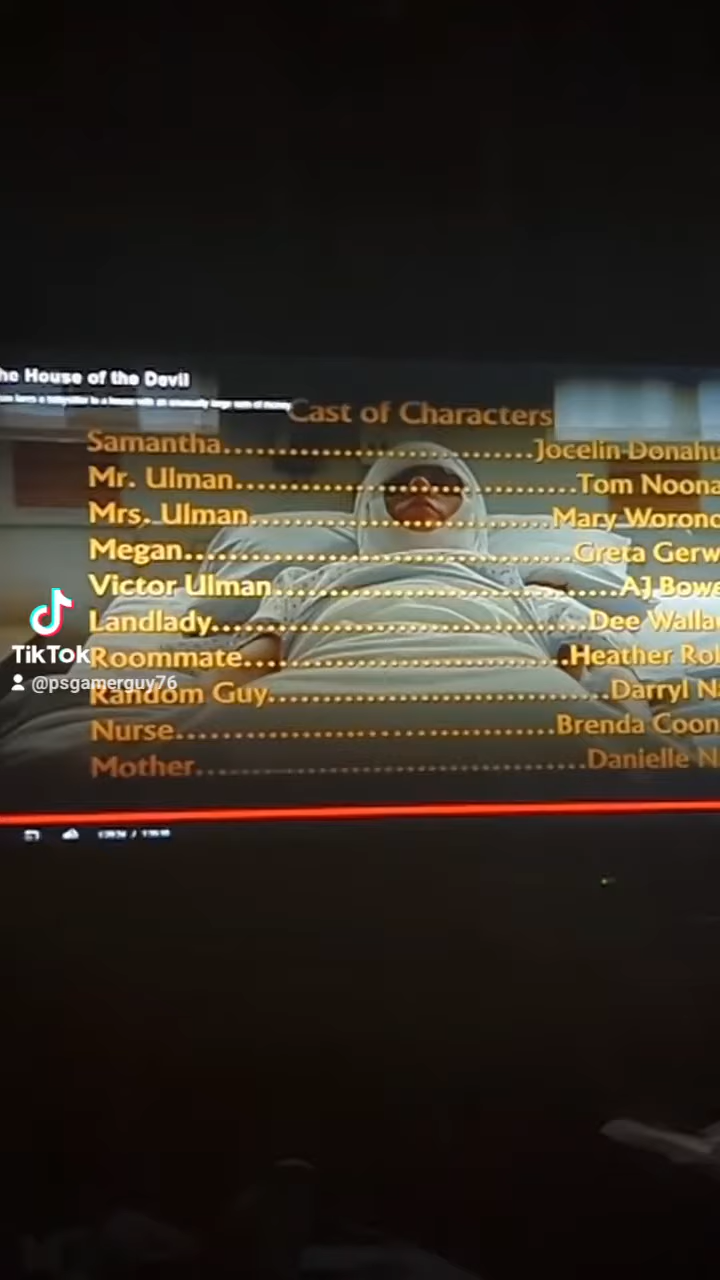 he House of the Devil
Cast of Characters
Samantha..............................Jocelin Donahu
Mr. Ulman..............................Tom Noona
Mrs. Ulman..............................Mary Worono
Megan..............................Greta Gerw
Victor Ulman..............................AJ Bowe
Landlady..............................Dee Walla
Roommate..............................Heather Ro
Random Guy..............................Darryl N
Nurse..............................Brenda Coon
Mother..............................Danielle N
TikTok
@psgamerguy76